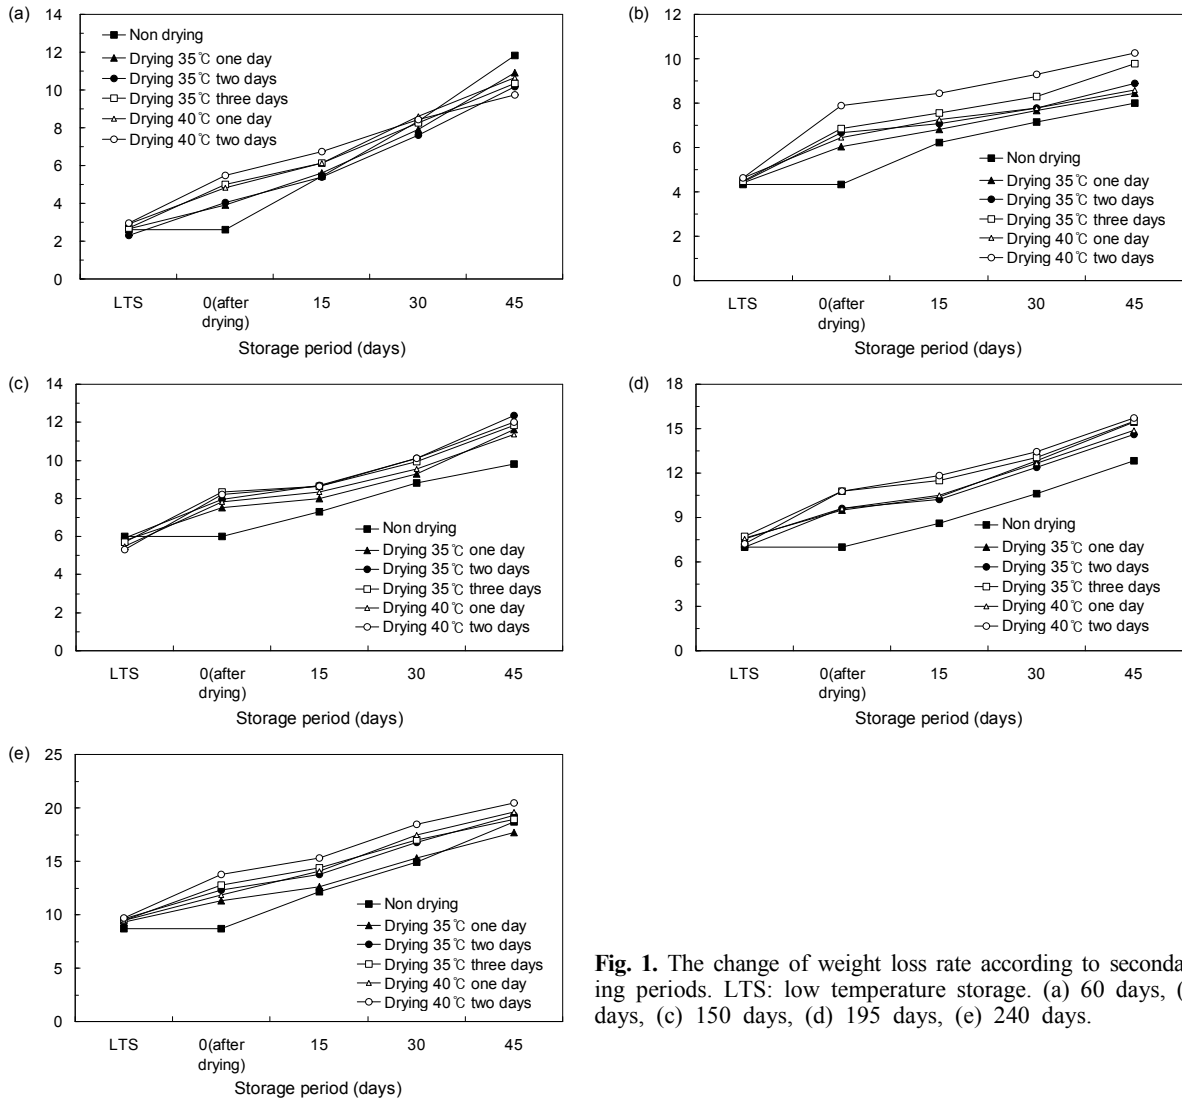 (a)
14
12
10
8
6
4
2
0
Non drying
Drying 35℃ one day
Drying 35℃ two days
Drying 35℃ three days
Drying 40℃ one day
Drying 40℃ two days
LTS 0(after drying) 15 30 45
Storage period (days)
(b)
12
10
8
6
4
2
0
Non drying
Drying 35℃ one day
Drying 35℃ two days
Drying 35℃ three days
Drying 40℃ one day
Drying 40℃ two days
LTS 0(after drying) 15 30 45
Storage period (days)
(c)
14
12
10
8
6
4
2
0
Non drying
Drying 35℃ one day
Drying 35℃ two days
Drying 35℃ three days
Drying 40℃ one day
Drying 40℃ two days
LTS 0(after drying) 15 30 45
Storage period (days)
(d)
18
15
12
9
6
3
0
Non drying
Drying 35℃ one day
Drying 35℃ two days
Drying 35℃ three days
Drying 40℃ one day
Drying 40℃ two days
LTS 0(after drying) 15 30 45
Storage period (days)
(e)
25
20
15
10
5
0
Non drying
Drying 35℃ one day
Drying 35℃ two days
Drying 35℃ three days
Drying 40℃ one day
Drying 40℃ two days
LTS 0(after drying) 15 30 45
Storage period (days)
Fig. 1. The change of weight loss rate according to seconda
ing periods. LTS: low temperature storage. (a) 60 days, (
days, (c) 150 days, (d) 195 days, (e) 240 days.